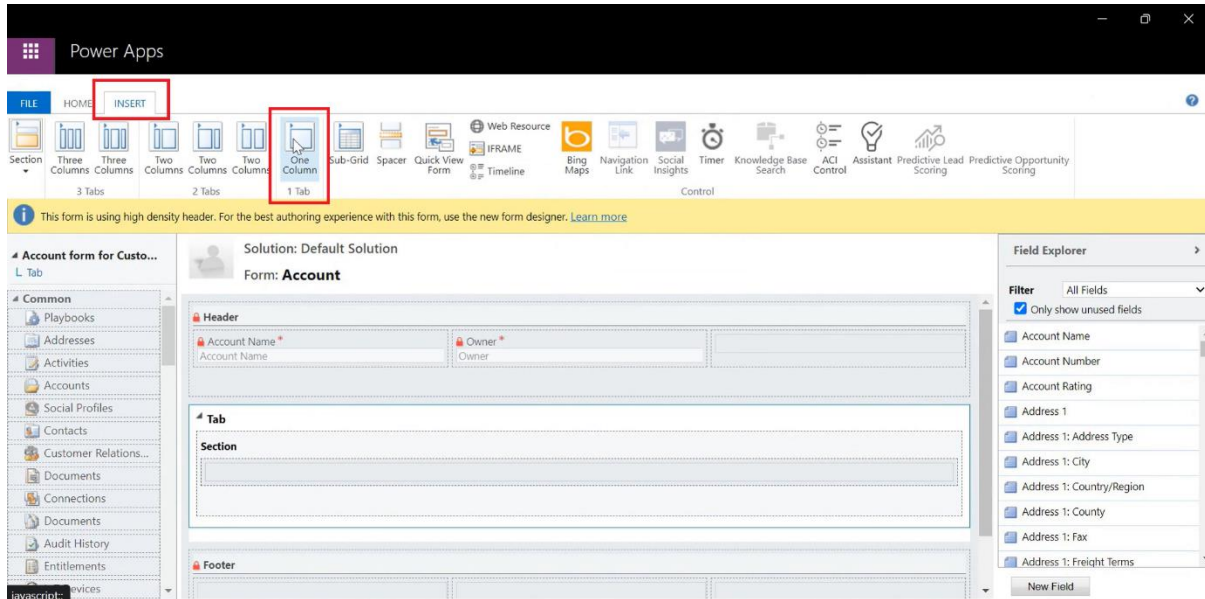 Power Apps
FILE HOME INSERT
Section
Three Columns
Three Columns
Two Columns
Two Columns
Two Columns
One Column
Sub-Grid
Spacer
Quick View Form
Web Resource
IFRAME
Timeline
Bing Maps
Navigation Link
Social Insights
Timer
Knowledge Base Search
ACI Control
Assistant
Predictive Lead Scoring
Predictive Opportunity Scoring
3 Tabs
2 Tabs
1 Tab
Control
This form is using high density header. For the best authoring experience with this form, use the new form designer. Learn more
Account form for Custo...
Tab
Common
Playbooks
Addresses
Activities
Accounts
Social Profiles
Contacts
Customer Relations...
Documents
Connections
Documents
Audit History
Entitlements
evices
javascript:;
Solution: Default Solution
Form: Account
Header
Account Name *
Account Name
Owner *
Owner
Tab
Section
Footer
Field Explorer
Filter All Fields
Only show unused fields
Account Name
Account Number
Account Rating
Address 1
Address 1: Address Type
Address 1: City
Address 1: Country/Region
Address 1: County
Address 1: Fax
Address 1: Freight Terms
New Field